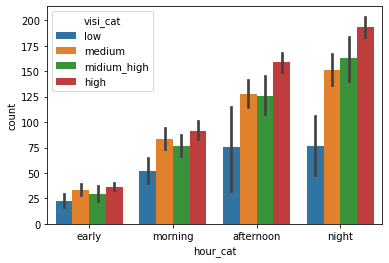 visi_cat
low
medium
midium_high
high
200
175
150
125
100
75
50
25
0
count
early morning afternoon night
hour_cat